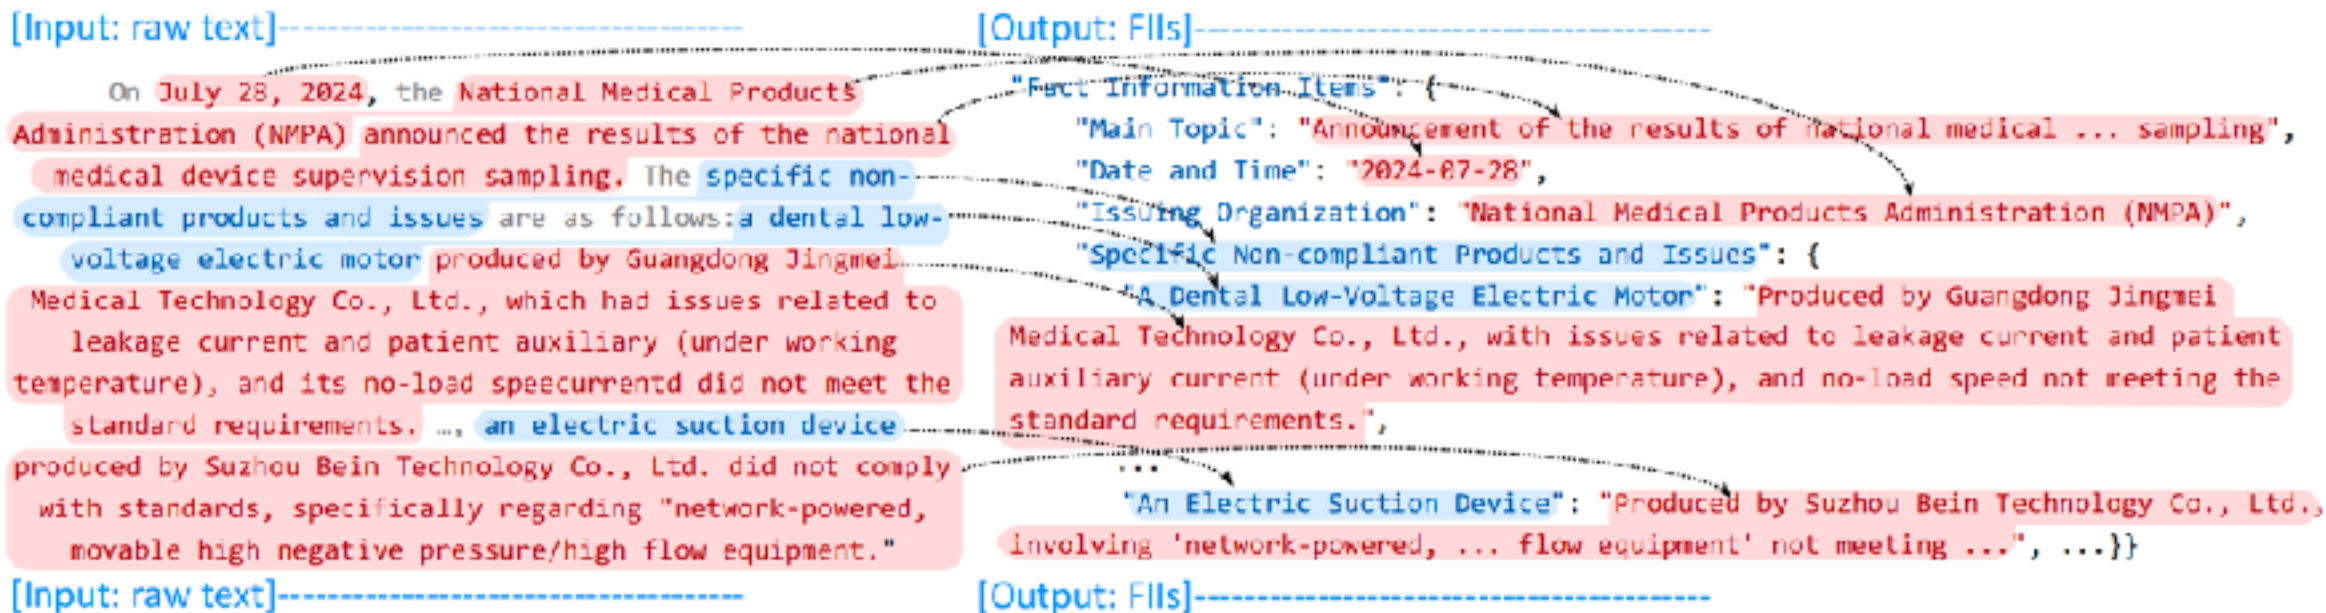 [Input: raw text]------------------------------------
On July 28, 2024, the National Medical Products
Administration (NMPA) announced the results of the national
medical device supervision sampling. The specific non-
compliant products and issues are as follows:a dental low-
voltage electric motor produced by Guangdong Jingmei
Medical Technology Co., Ltd., which had issues related to
leakage current and patient auxiliary (under working
temperature), and its no-load speecurrentd did not meet the
standard requirements. …, an electric suction device
produced by Suzhou Bein Technology Co., Ltd. did not comply
with standards, specifically regarding "network-powered,
movable high negative pressure/high flow equipment."
[Input: raw text]------------------------------------
[Output: FIIs]----------------------------------------
"Fact Information Items": {
"Main Topic": "Announcement of the results of national medical ... sampling",
"Date and Time": "2024-07-28",
"Issuing Organization": "National Medical Products Administration (NMPA)",
"Specific Non-compliant Products and Issues": {
"A Dental Low-Voltage Electric Motor": "Produced by Guangdong Jingmei
Medical Technology Co., Ltd., with issues related to leakage current and patient
auxiliary current (under working temperature), and no-load speed not meeting the
standard requirements.",
...
"An Electric Suction Device": "Produced by Suzhou Bein Technology Co., Ltd.,
involving 'network-powered, ... flow equipment' not meeting ...", ...}}
[Output: FIIs]----------------------------------------